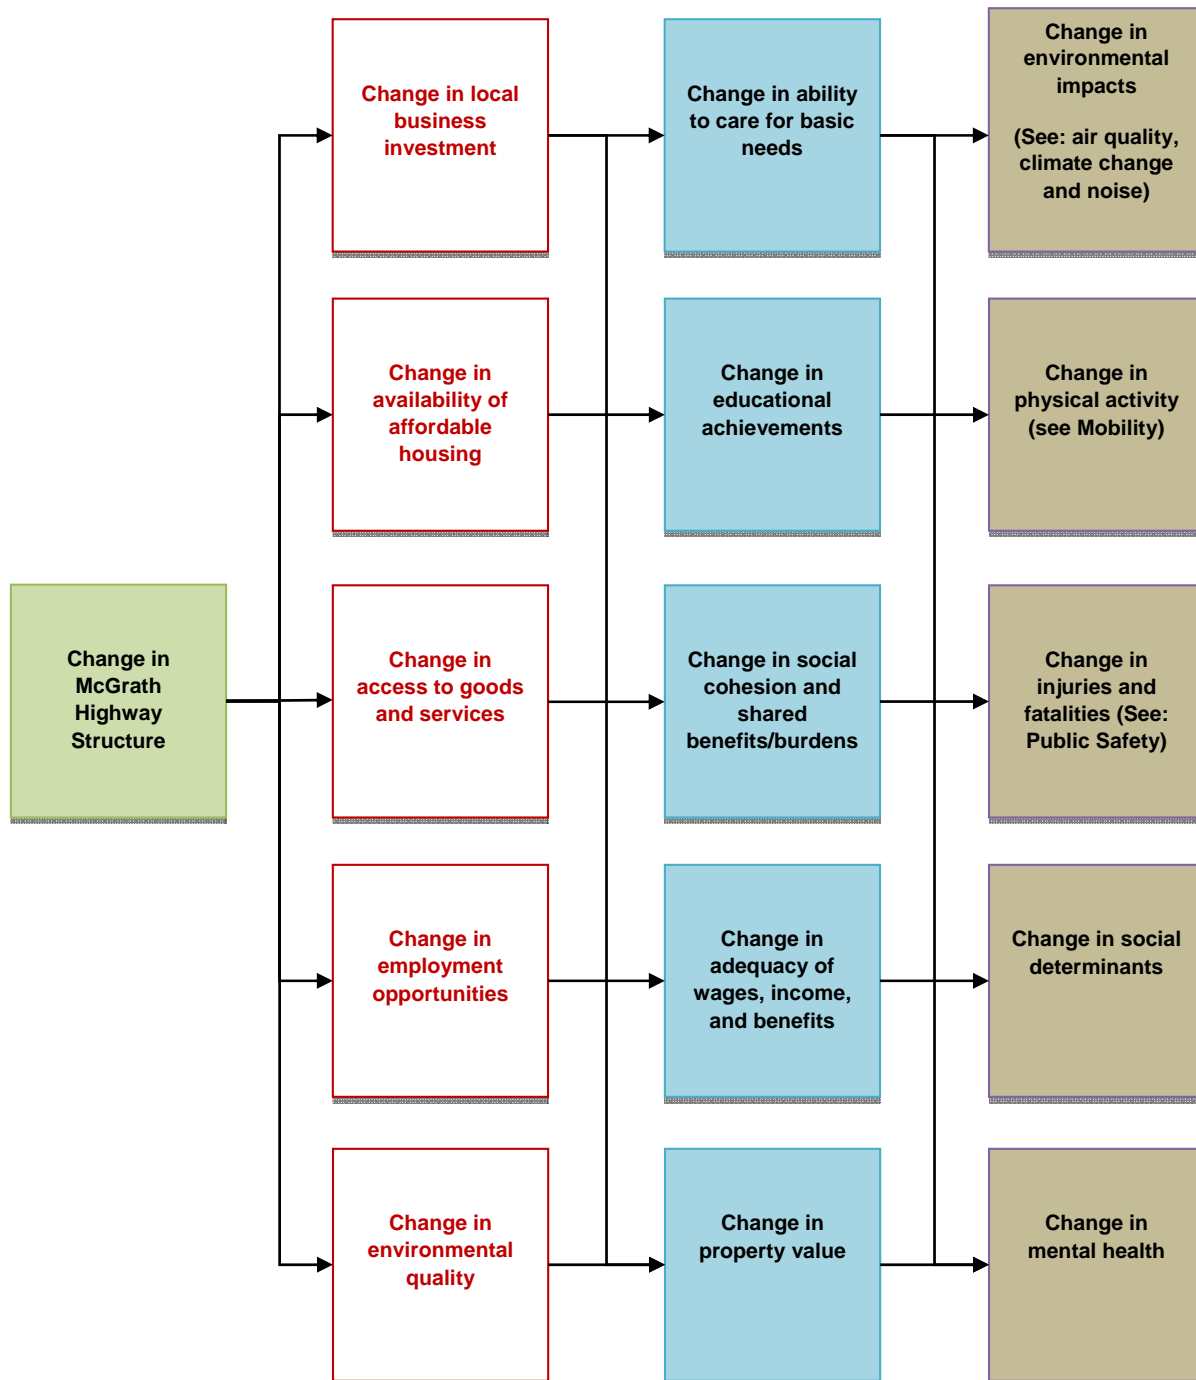 Change in
McGrath
Highway
Structure
Change in local
business
investment
Change in
availability of
affordable
housing
Change in
access to goods
and services
Change in
employment
opportunities
Change in
environmental
quality
Change in ability
to care for basic
needs
Change in
educational
achievements
Change in social
cohesion and
shared
benefits/burdens
Change in
adequacy of
wages, income,
and benefits
Change in
property value
Change in
environmental
impacts
(See: air quality,
climate change
and noise)
Change in
physical activity
(see Mobility)
Change in
injuries and
fatalities (See:
Public Safety)
Change in social
determinants
Change in
mental health